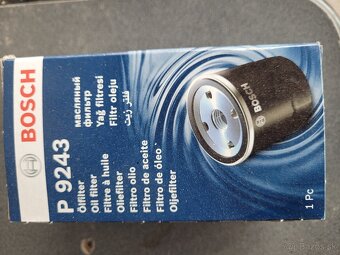 BOSCH
P 9243
Ölfilter
Oil filter
Filtre à huile
Oliefilter
Filtro olio
Filtro de aceite
Filtro de óleo
Oljefilter
масляный
фильтр
Yağ filtresi
Filtr oleju
فلتر زيت
1 Pc